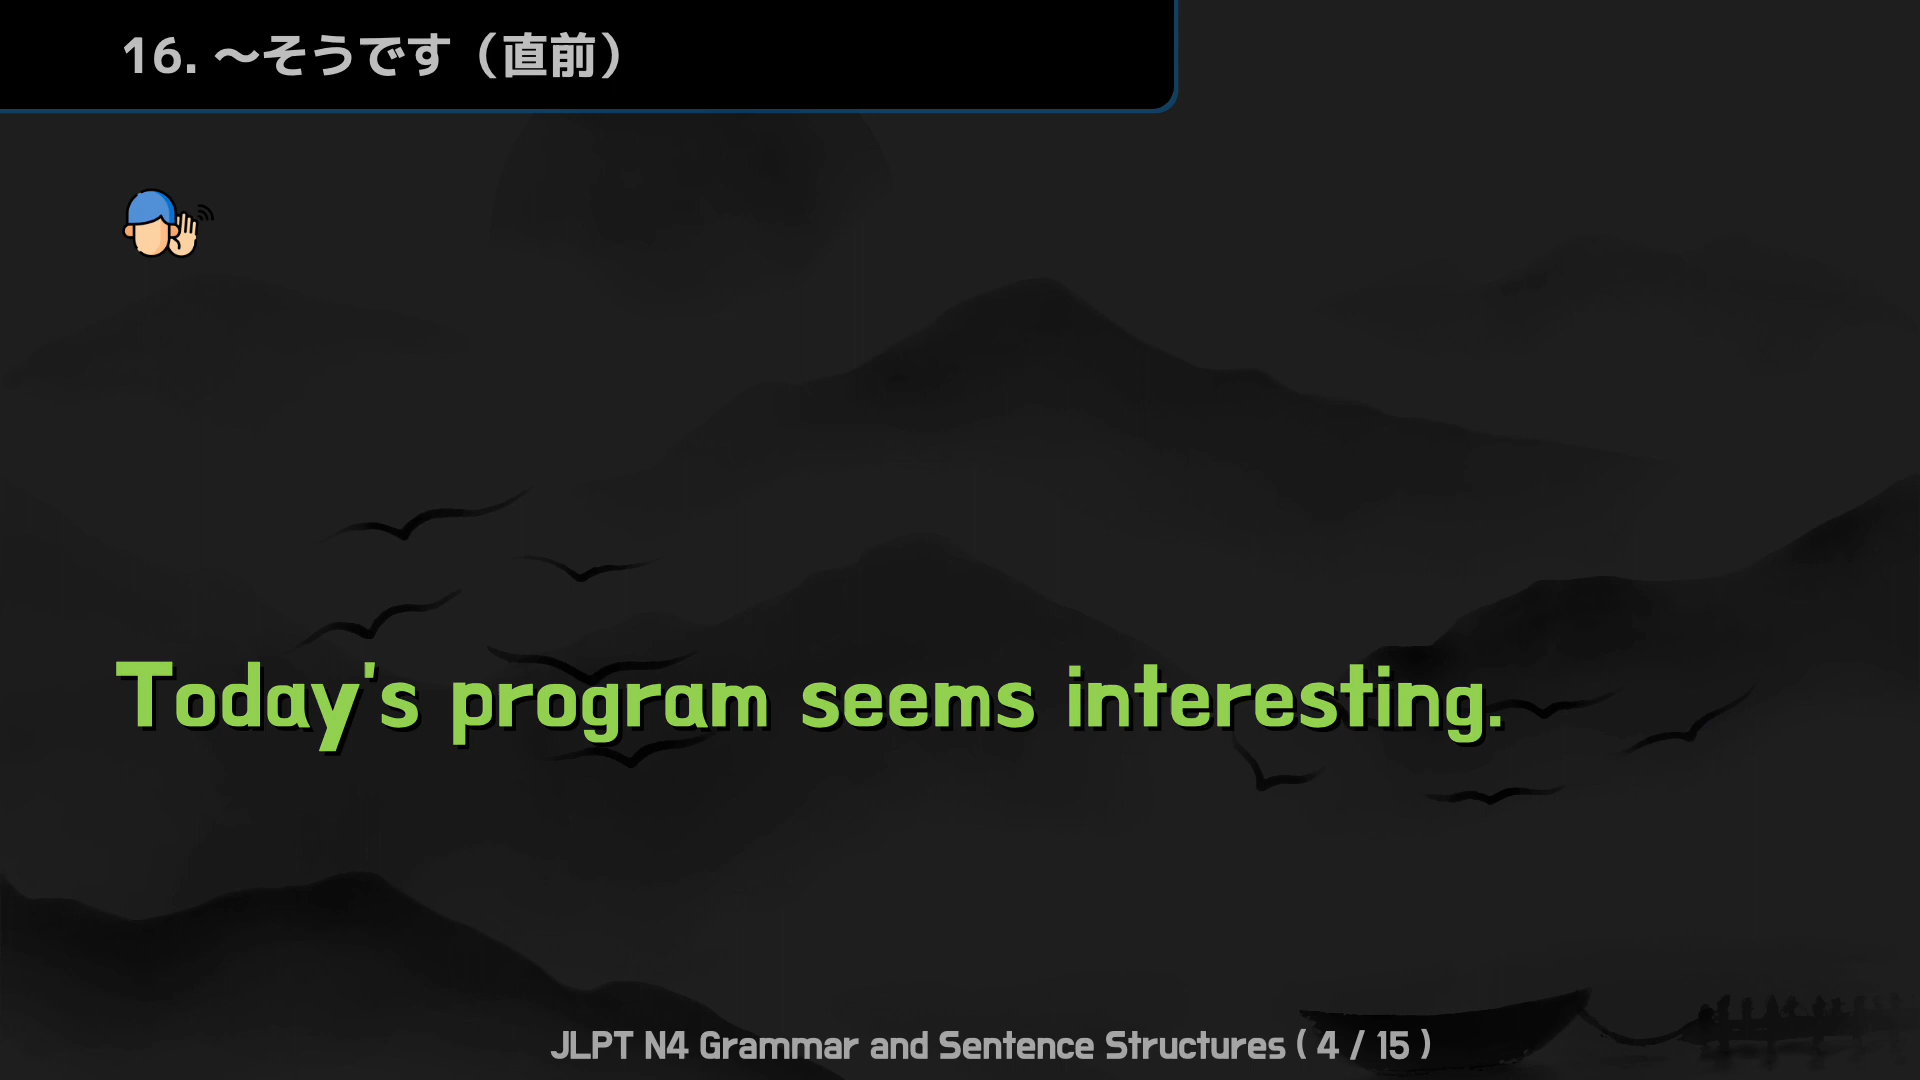 16. ～そうです（直前）
Today's program seems interesting.
JLPT N4 Grammar and Sentence Structures ( 4 / 15 )